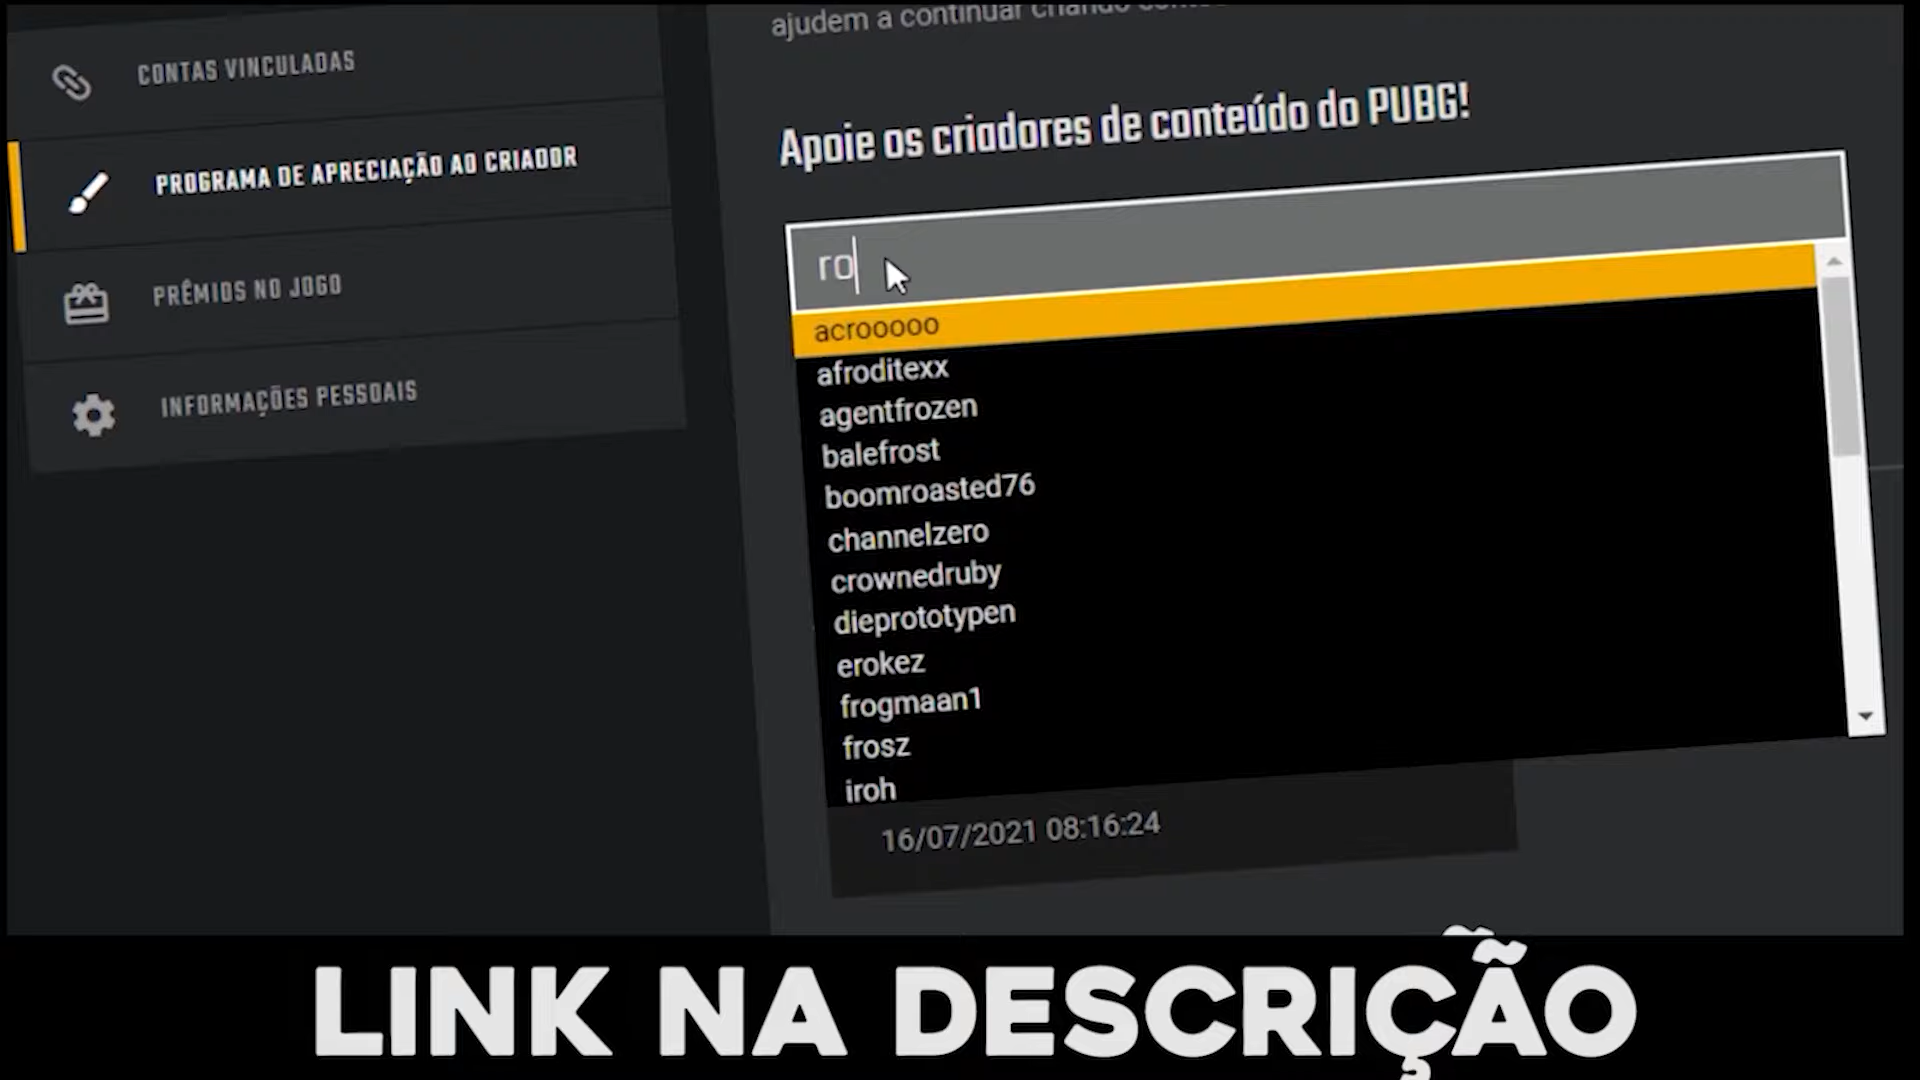 CONTAS VINCULADAS
PROGRAMA DE APRECIAÇÃO AO CRIADOR
PRÊMIOS NO JOGO
INFORMAÇÕES PESSOAIS
ajudem a continuar criando
Apoie os criadores de conteúdo do PUBG!
ro
acrooooo
afroditexx
agentfrozen
balefrost
boomroasted76
channelzero
crownedruby
dieprototypen
erokez
frogmaan1
frosz
iroh
16/07/2021 08:16:24
LINK NA DESCRIÇÃO